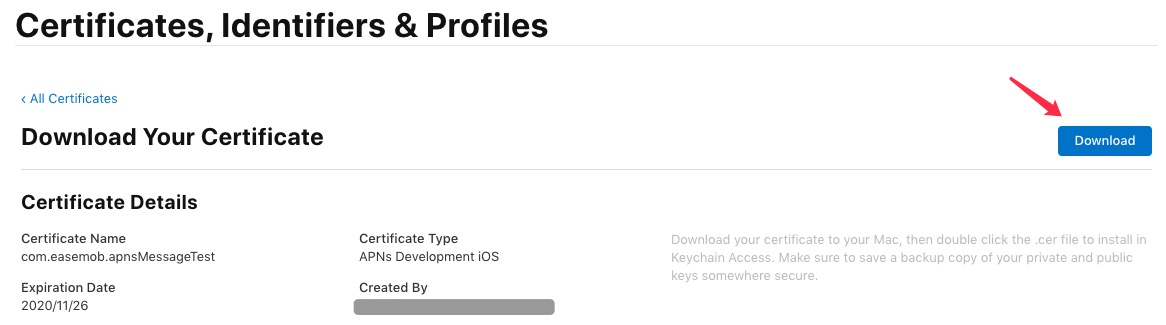 Certificates, Identifiers & Profiles
‹ All Certificates
Download Your Certificate
Download
Certificate Details
Certificate Name
com.easemob.apnsMessageTest
Certificate Type
APNs Development iOS
Download your certificate to your Mac, then double click the .cer file to install in
Keychain Access. Make sure to save a backup copy of your private and public
keys somewhere secure.
Expiration Date
2020/11/26
Created By